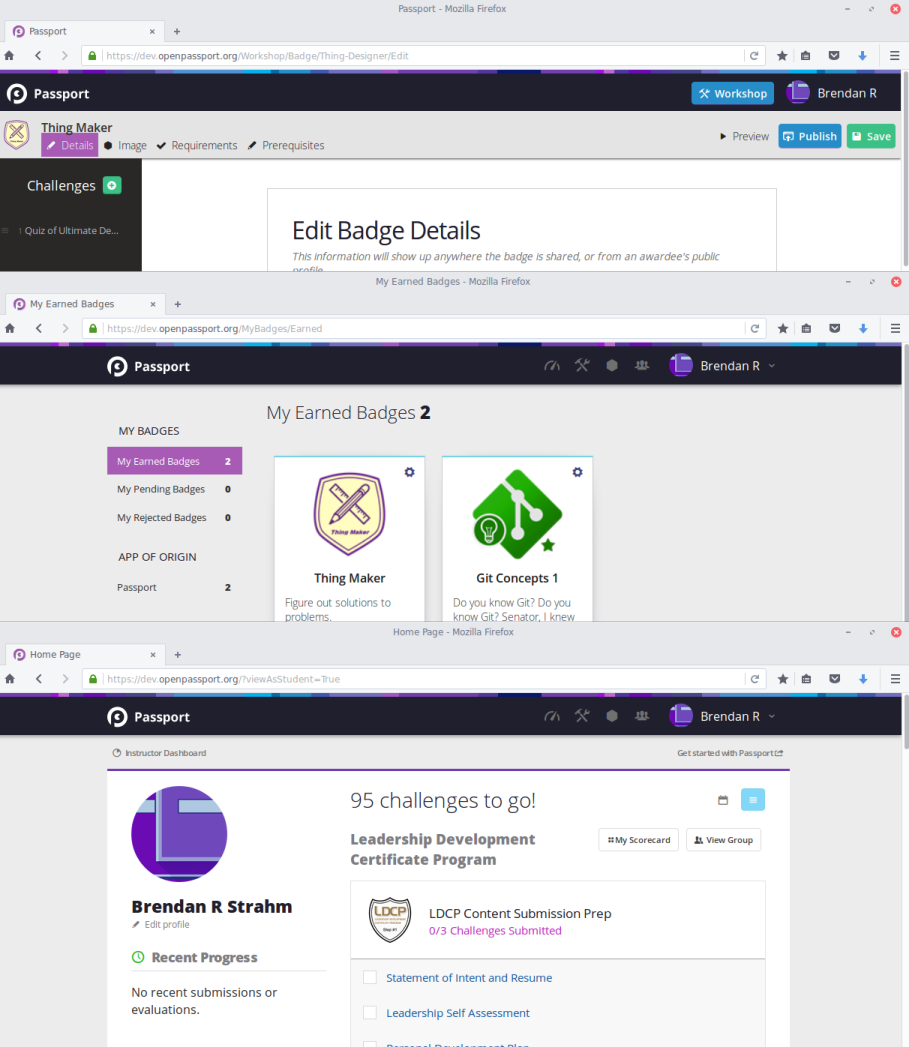 Passport - Mozilla Firefox
Passport × +
https://dev.openpassport.org/Workshop/Badge/Thing-Designer/Edit
Passport Workshop Brendan R
Thing Maker
Details Image Requirements Prerequisites Preview Publish Save
Challenges
1 Quiz of Ultimate De...
Edit Badge Details
This information will show up anywhere the badge is shared, or from an awardee's public
profile
My Earned Badges - Mozilla Firefox
My Earned Badges × +
https://dev.openpassport.org/MyBadges/Earned
Passport Brendan R
My Earned Badges 2
MY BADGES
My Earned Badges 2
My Pending Badges 0
My Rejected Badges 0
APP OF ORIGIN
Passport 2
Thing Maker
Thing Maker
Figure out solutions to
problems.
Git Concepts 1
Do you know Git? Do you
know Git? Senator, I knew
Home Page - Mozilla Firefox
Home Page × +
https://dev.openpassport.org/?viewAsStudent=True
Passport Brendan R
Instructor Dashboard Get started with Passport
Brendan R Strahm
Edit profile
Recent Progress
No recent submissions or
evaluations.
95 challenges to go!
Leadership Development
Certificate Program
My Scorecard View Group
LDCP
Step #1
LDCP Content Submission Prep
0/3 Challenges Submitted
Statement of Intent and Resume
Leadership Self Assessment
Personal Development Plan